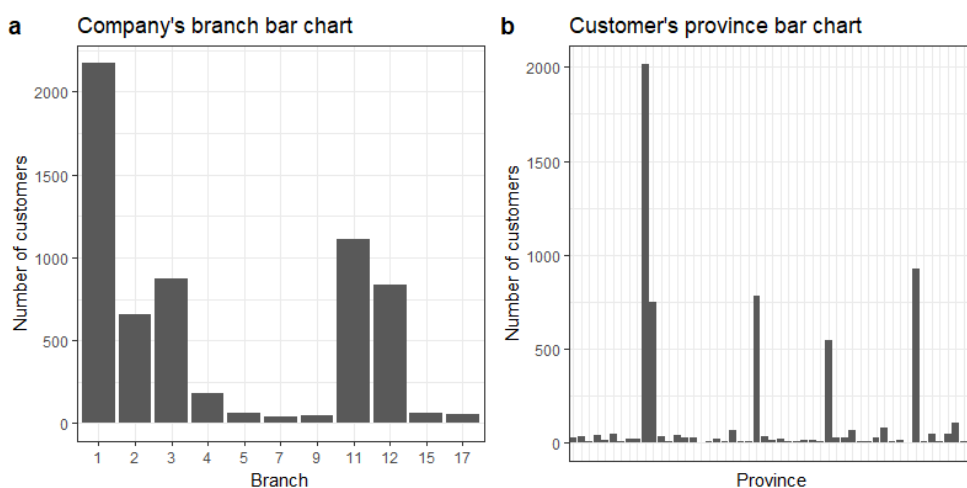 a Company's branch bar chart
Number of customers
2000
1500
1000
500
0
1 2 3 4 5 7 9 11 12 15 17
Branch
b Customer's province bar chart
Number of customers
2000
1500
1000
500
0
Province